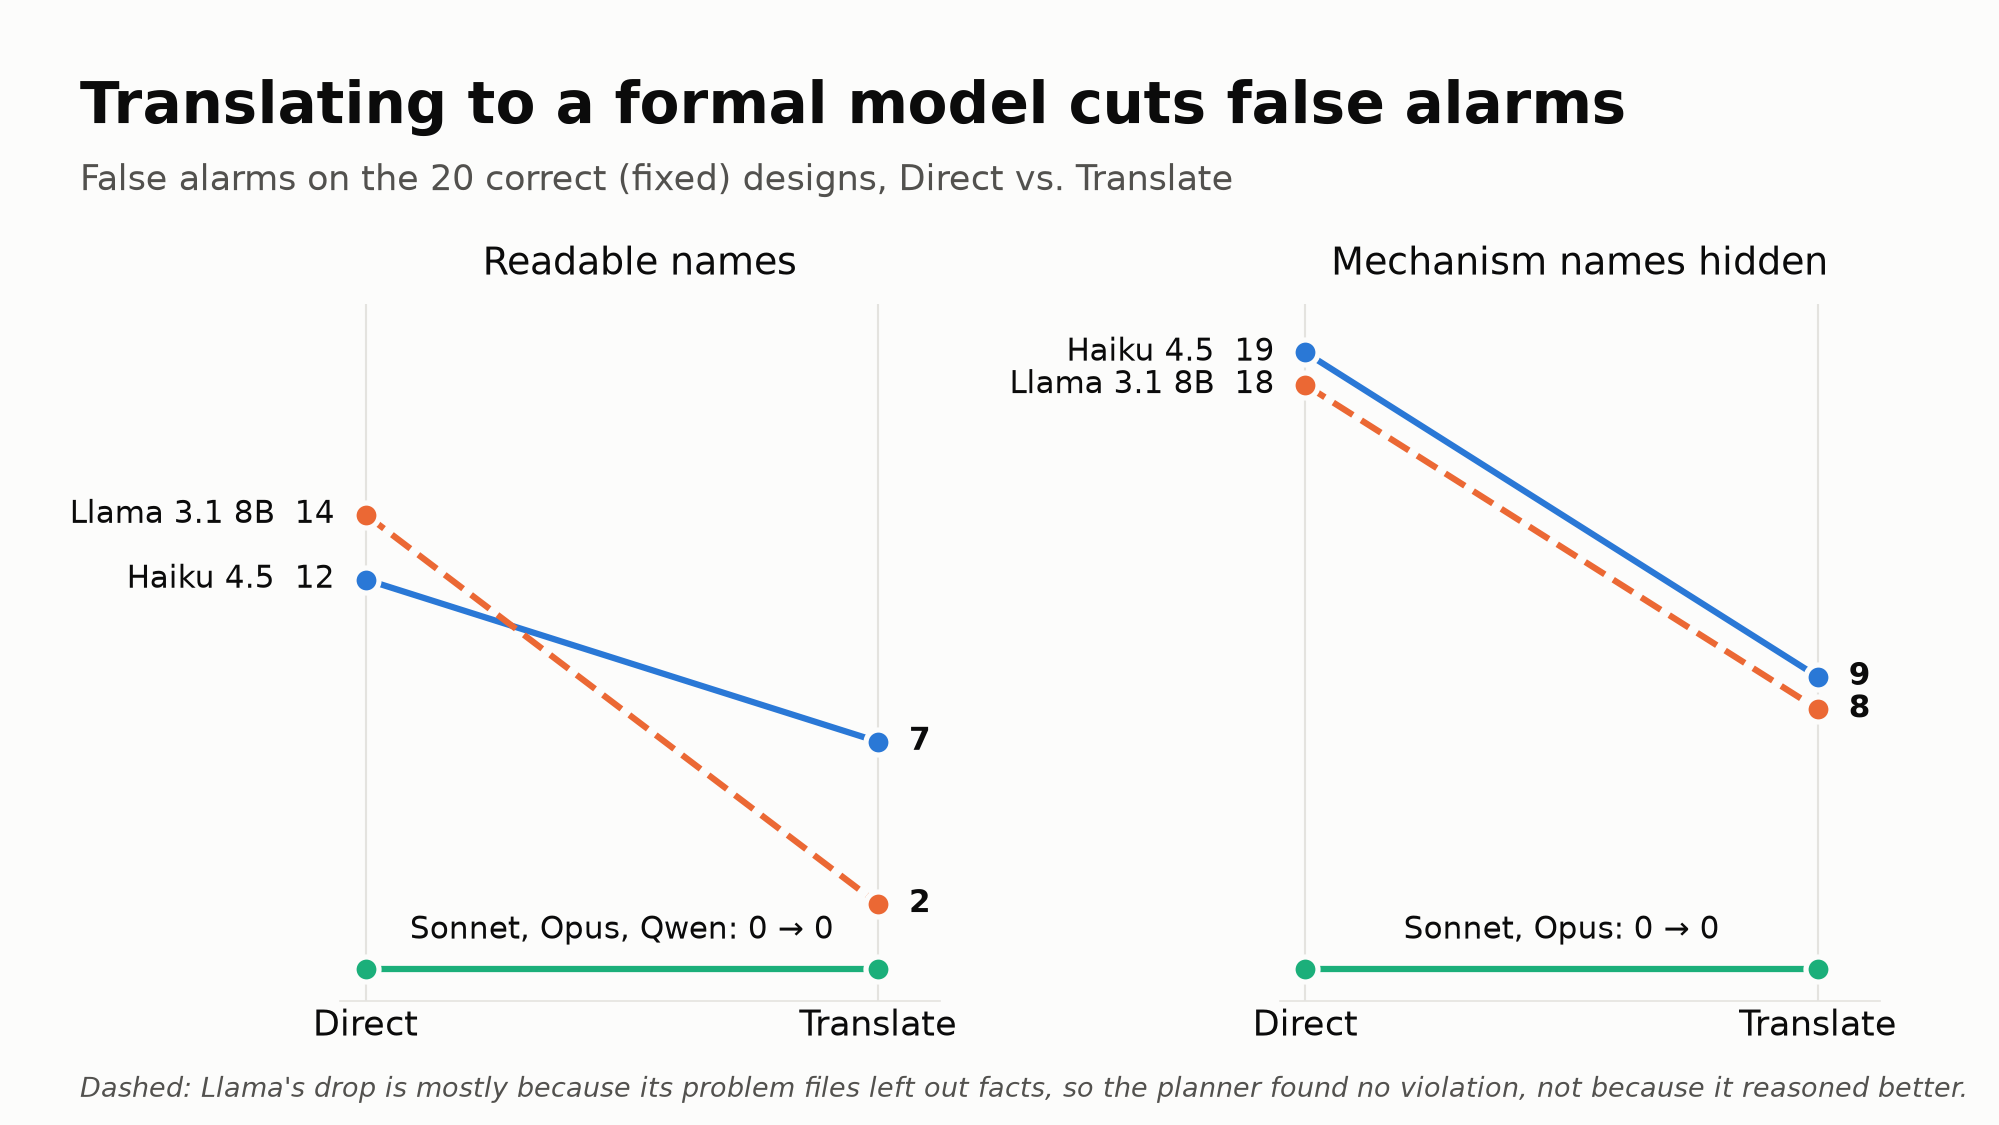 Translating to a formal model cuts false alarms
False alarms on the 20 correct (fixed) designs, Direct vs. Translate
Readable names
Llama 3.1 8B 14
Haiku 4.5 12
7
2
Sonnet, Opus, Qwen: 0 → 0
Direct
Translate
Mechanism names hidden
Haiku 4.5 19
Llama 3.1 8B 18
9
8
Sonnet, Opus: 0 → 0
Direct
Translate
Dashed: Llama's drop is mostly because its problem files left out facts, so the planner found no violation, not because it reasoned better.